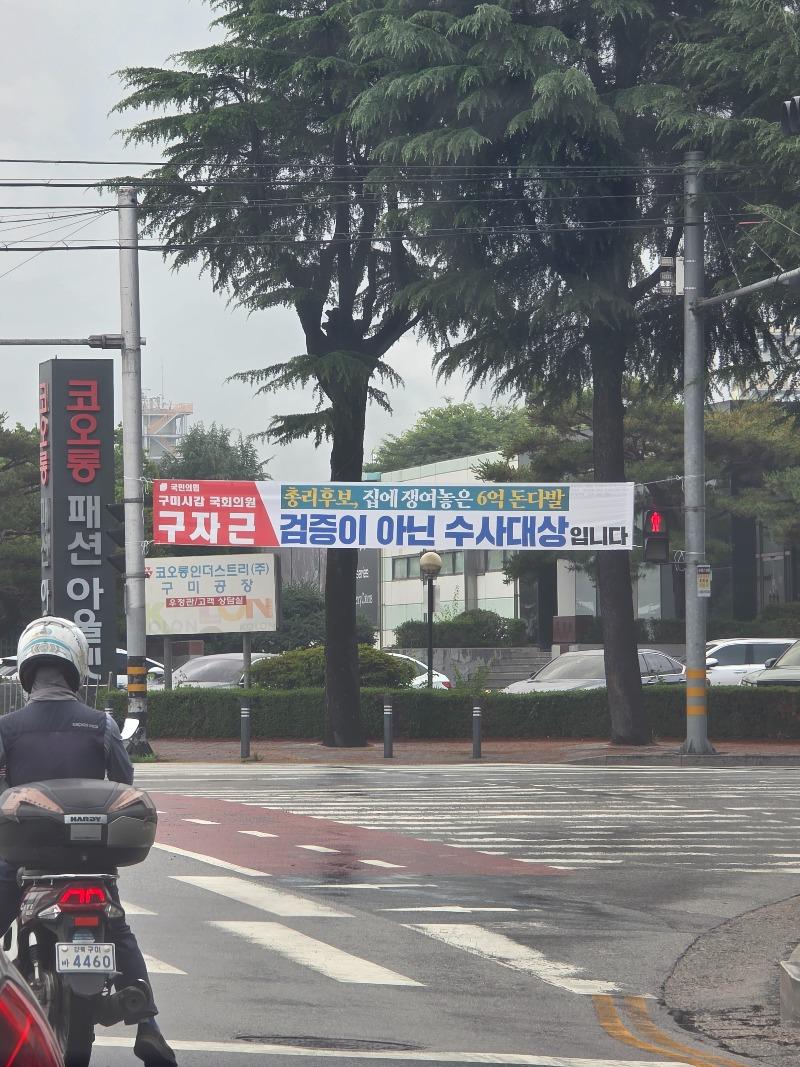 코오롱
패션 아울렛
국민의힘
구미시갑 국회의원
구자근
총리후보, 집에 쟁여놓은 6억 돈다발
검증이 아닌 수사대상입니다
코오롱인더스트리(주)
구미공장
우정관/고객 상담실
KOLON
HARDY
경북 구미
바 4460